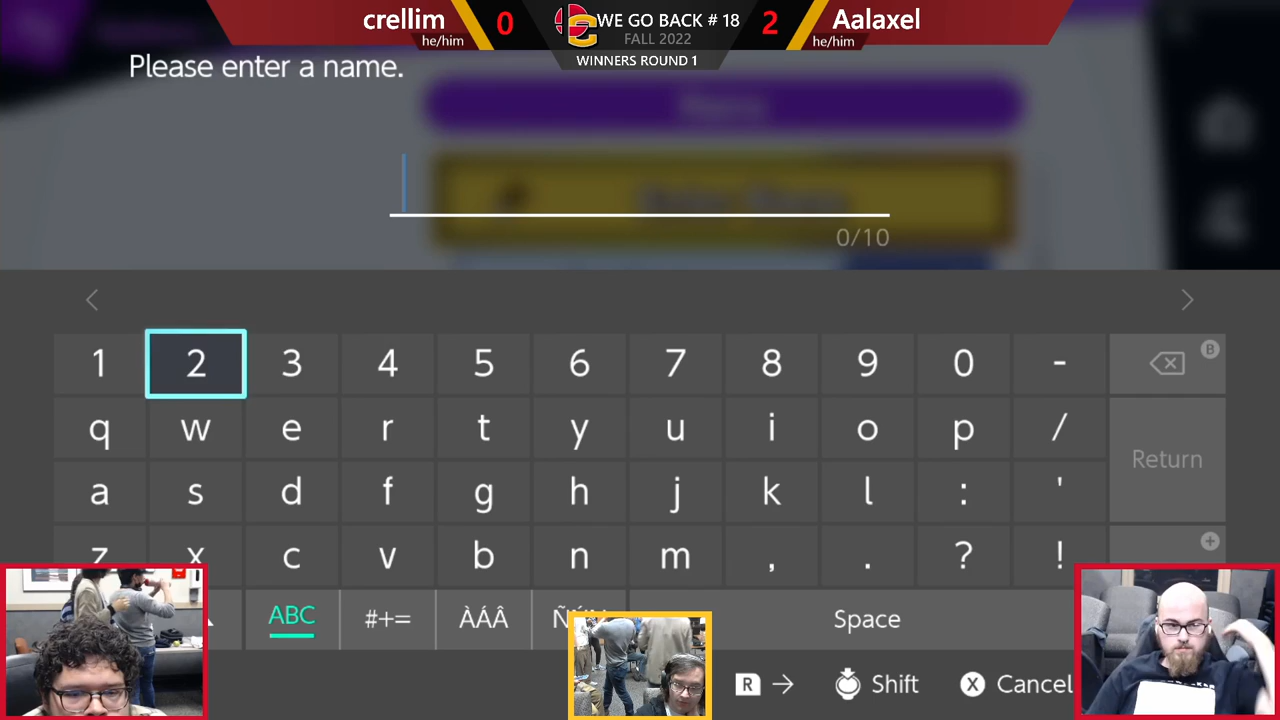 crellim
he/him
0
WE GO BACK # 18
FALL 2022
WINNERS ROUND 1
2
Aalaxel
he/him
Please enter a name.
0/10
1 2 3 4 5 6 7 8 9 0 - B
q w e r t y u i o p /
Return
a s d f g h j k l : '
z x c v b n m , . ? ! +
ABC #+= ÀÁÂ Space
R → Shift X Cancel